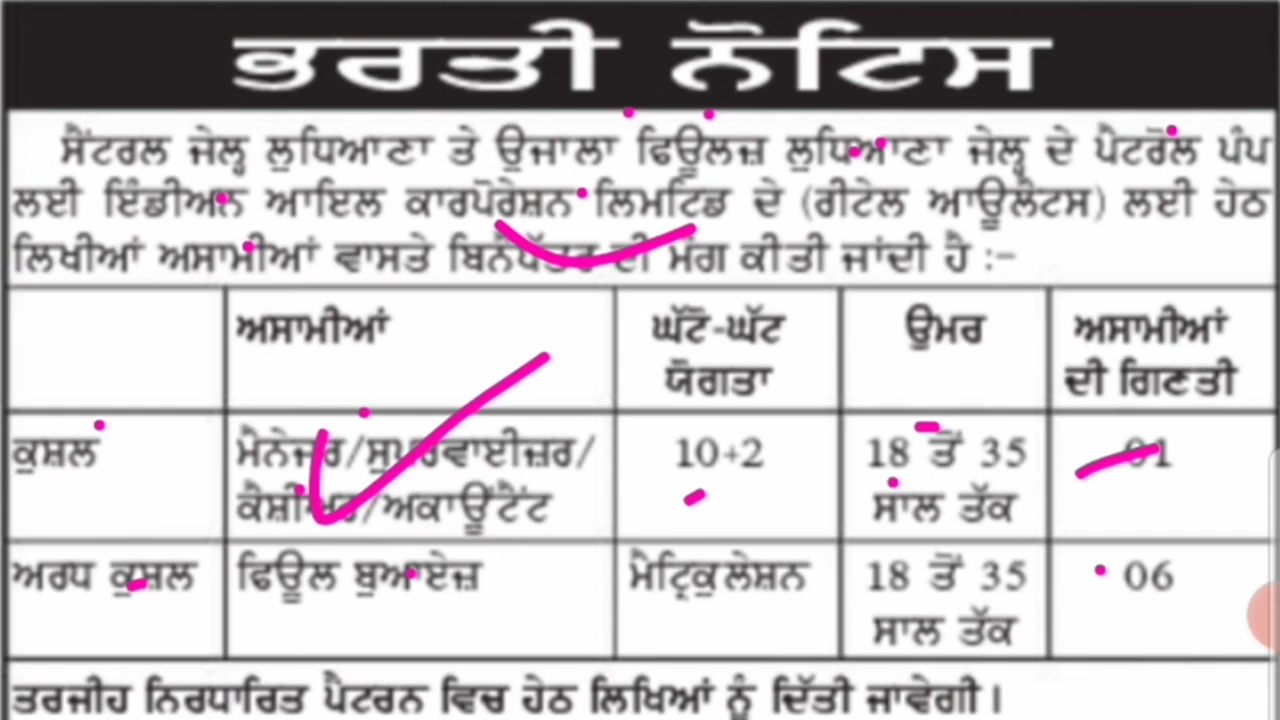 ਭਰਤੀ ਨੋਟਿਸ
ਸੈਂਟਰਲ ਜੇਲ੍ਹ ਲੁਧਿਆਣਾ ਤੇ ਉਜਾਲਾ ਫਿਊਲਜ਼ ਲੁਧਿਆਣਾ ਜੇਲ੍ਹ ਦੇ ਪੈਟਰੋਲ ਪੰਪ
ਲਈ ਇੰਡੀਅਨ ਆਇਲ ਕਾਰਪੋਰੇਸ਼ਨ ਲਿਮਟਿਡ ਦੇ (ਰੀਟੇਲ ਆਊਲੇਟਸ) ਲਈ ਹੇਠ
ਲਿਖੀਆਂ ਅਸਾਮੀਆਂ ਵਾਸਤੇ ਬਿਨੈਪੱਤਰ ਦੀ ਮੰਗ ਕੀਤੀ ਜਾਂਦੀ ਹੈ :-
ਅਸਾਮੀਆਂ ਘੱਟੋ-ਘੱਟ ਉਮਰ ਅਸਾਮੀਆਂ
ਯੋਗਤਾ ਦੀ ਗਿਣਤੀ
ਕੁਸ਼ਲ ਮੈਨੇਜਰ/ਸੁਪਰਵਾਈਜ਼ਰ/ 10+2 18 ਤੋਂ 35 01
ਕੈਸ਼ੀਅਰ/ਅਕਾਊਂਟੈਂਟ ਸਾਲ ਤੱਕ
ਅਰਧ ਕੁਸ਼ਲ ਫਿਊਲ ਬੁਆਏਜ਼ ਮੈਟ੍ਰਿਕੁਲੇਸ਼ਨ 18 ਤੋਂ 35 06
ਸਾਲ ਤੱਕ
ਤਰਜੀਹ ਨਿਰਧਾਰਿਤ ਪੈਟਰਨ ਵਿਚ ਹੇਠ ਲਿਖਿਆਂ ਨੂੰ ਦਿੱਤੀ ਜਾਵੇਗੀ।